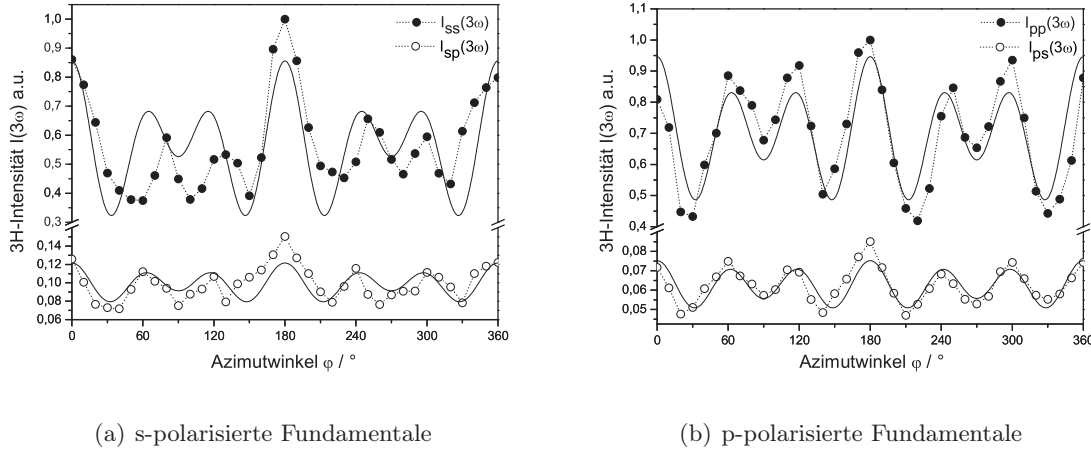 3H-Intensität I(3ω) a.u.
1,0
0,9
0,8
0,7
0,6
0,5
0,4
0,3
0,14
0,12
0,10
0,08
0,06
I_ss(3ω)
I_sp(3ω)
0 60 120 180 240 300 360
Azimutwinkel φ / °
3H-Intensität I(3ω) a.u.
1,1
1,0
0,9
0,8
0,7
0,6
0,5
0,4
0,08
0,07
0,06
0,05
I_pp(3ω)
I_ps(3ω)
0 60 120 180 240 300 360
Azimutwinkel φ / °
(a) s-polarisierte Fundamentale
(b) p-polarisierte Fundamentale